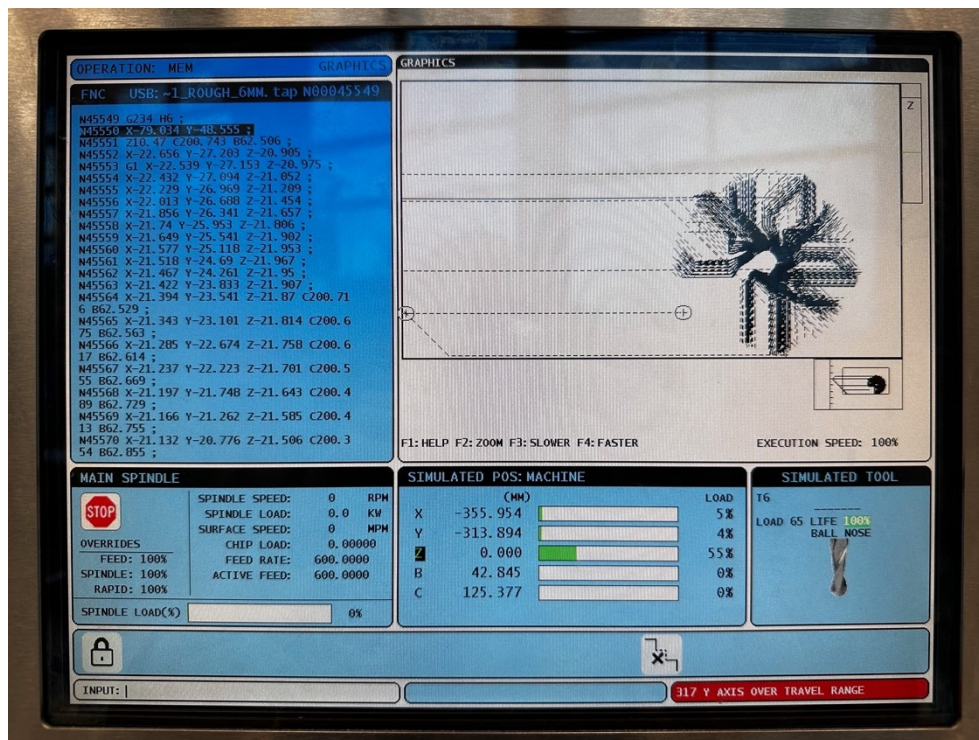 OPERATION: MEM
GRAPHICS
FNC USB:~1_ROUGH_6MM.tap N00045549
N45549 G234 H6 ;
N45550 X-79.034 Y-48.555 ;
N45551 Z10.47 C200.743 B62.506 ;
N45552 X-22.656 Y-27.203 Z-20.905 ;
N45553 G1 X-22.539 Y-27.153 Z-20.975 ;
N45554 X-22.432 Y-27.094 Z-21.052 ;
N45555 X-22.229 Y-26.969 Z-21.209 ;
N45556 X-22.013 Y-26.688 Z-21.454 ;
N45557 X-21.856 Y-26.341 Z-21.657 ;
N45558 X-21.74 Y-25.953 Z-21.806 ;
N45559 X-21.649 Y-25.541 Z-21.902 ;
N45560 X-21.577 Y-25.118 Z-21.953 ;
N45561 X-21.518 Y-24.69 Z-21.967 ;
N45562 X-21.467 Y-24.261 Z-21.95 ;
N45563 X-21.422 Y-23.833 Z-21.907 ;
N45564 X-21.394 Y-23.541 Z-21.87 C200.71
6 B62.529 ;
N45565 X-21.343 Y-23.101 Z-21.814 C200.6
75 B62.563 ;
N45566 X-21.285 Y-22.674 Z-21.758 C200.6
17 B62.614 ;
N45567 X-21.237 Y-22.223 Z-21.701 C200.5
55 B62.669 ;
N45568 X-21.197 Y-21.748 Z-21.643 C200.4
89 B62.729 ;
N45569 X-21.166 Y-21.262 Z-21.585 C200.4
13 B62.755 ;
N45570 X-21.132 Y-20.776 Z-21.506 C200.3
54 B62.855 ;
GRAPHICS
Z
F1: HELP F2: ZOOM F3: SLOWER F4: FASTER
EXECUTION SPEED: 100%
MAIN SPINDLE
STOP
OVERRIDES
FEED: 100%
SPINDLE: 100%
RAPID: 100%
SPINDLE SPEED: 0 RPM
SPINDLE LOAD: 0.0 KW
SURFACE SPEED: 0 MPM
CHIP LOAD: 0.00000
FEED RATE: 600.0000
ACTIVE FEED: 600.0000
SPINDLE LOAD(%) 0%
SIMULATED POS: MACHINE
(MM) LOAD
X -355.954 5%
Y -313.894 4%
Z 0.000 55%
B 42.845 0%
C 125.377 0%
SIMULATED TOOL
T6
LOAD 65 LIFE 100%
BALL NOSE
INPUT:
317 Y AXIS OVER TRAVEL RANGE